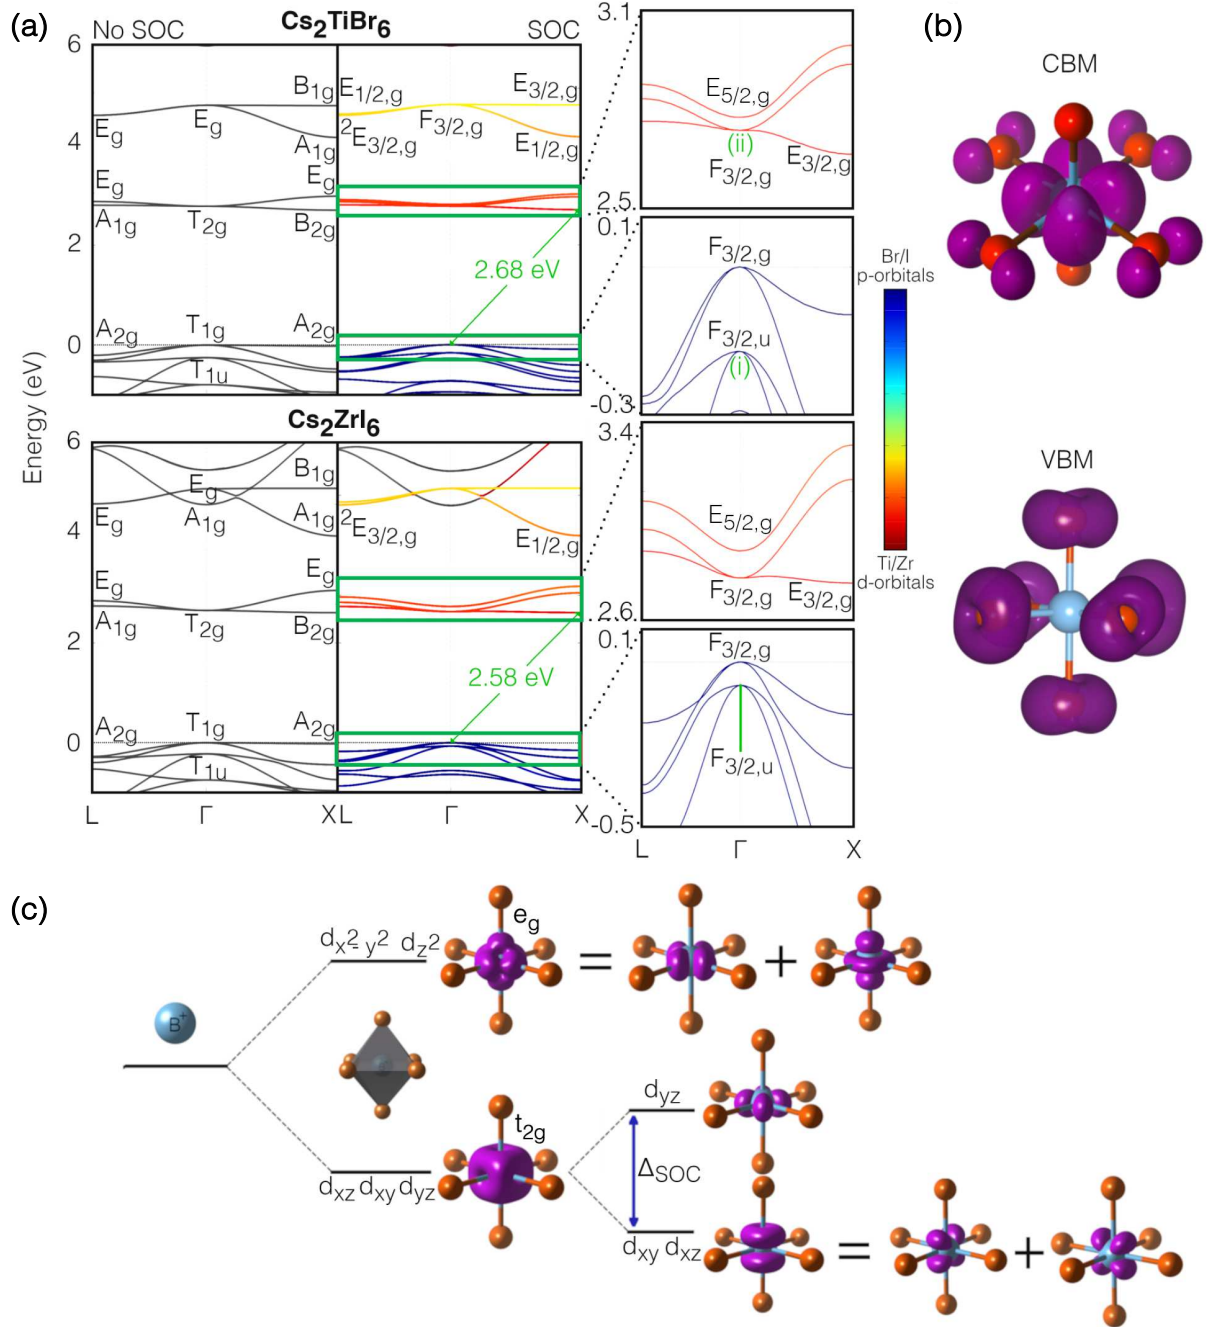 (a)
No SOC
Cs2TiBr6
SOC
6
4
2
0
Eg
Eg
B1g
A1g
Eg
A1g
T2g
Eg
B2g
A2g
T1g
A2g
T1u
E1/2,g
2E3/2,g
F3/2,g
E3/2,g
E1/2,g
2.68 eV
3.1
E5/2,g
(ii)
F3/2,g
E3/2,g
2.5
0.1
F3/2,g
F3/2,u
(i)
-0.3
Energy (eV)
Cs2ZrI6
6
4
2
0
Eg
Eg
A1g
B1g
A1g
Eg
A1g
T2g
Eg
B2g
A2g
T1g
A2g
T1u
2E3/2,g
E1/2,g
2.58 eV
L
Γ
X
L
Γ
X
3.4
E5/2,g
F3/2,g
E3/2,g
2.6
0.1
F3/2,g
F3/2,u
-0.5
L
Γ
X
Br/I
p-orbitals
Ti/Zr
d-orbitals
(b)
CBM
VBM
(c)
B+
dx2-y2 dz2
eg
=
+
dxz dxy dyz
t2g
dyz
ΔSOC
dxy dxz
=
+